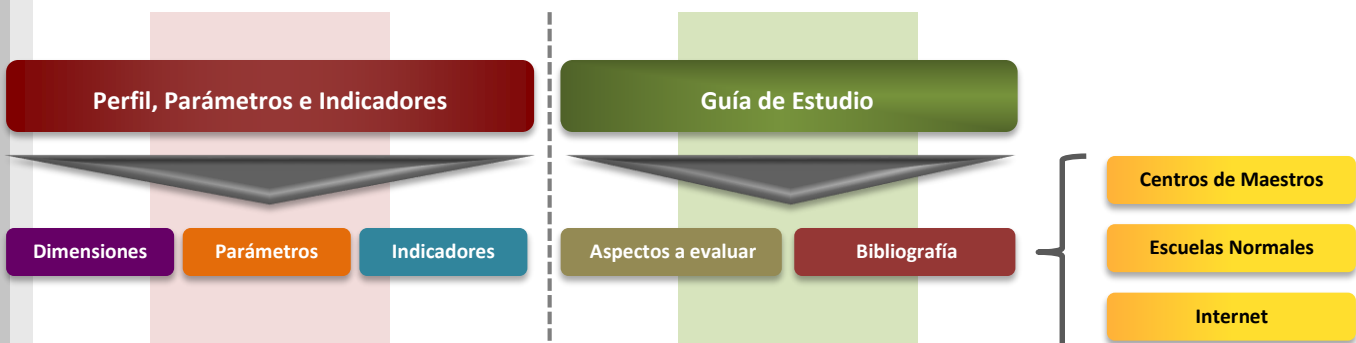 Perfil, Parámetros e Indicadores
Guía de Estudio
Dimensiones
Parámetros
Indicadores
Aspectos a evaluar
Bibliografía
Centros de Maestros
Escuelas Normales
Internet